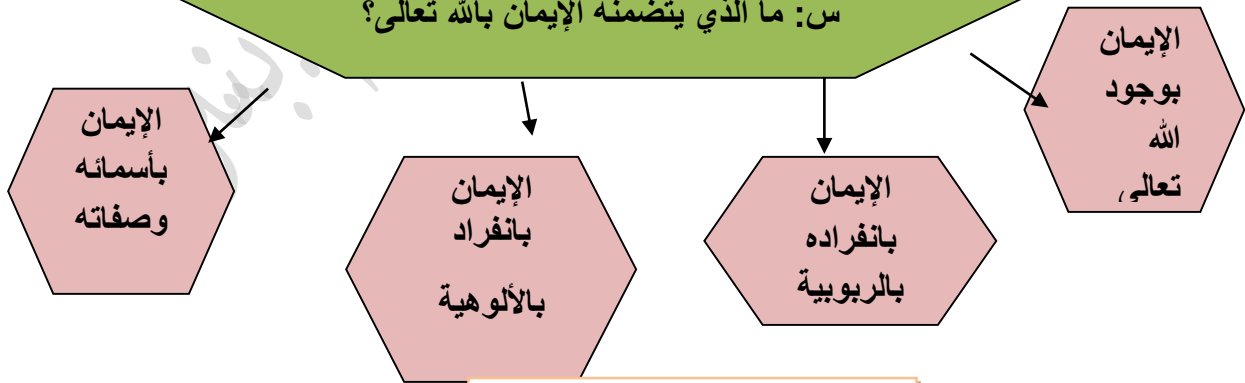 س: ما الذي يتضمنه الإيمان بالله تعالى؟
الإيمان
بوجود
الله
تعالى
الإيمان
بانفراده
بالربوبية
الإيمان
بانفراد
بالألوهية
الإيمان
بأسمائه
وصفاته